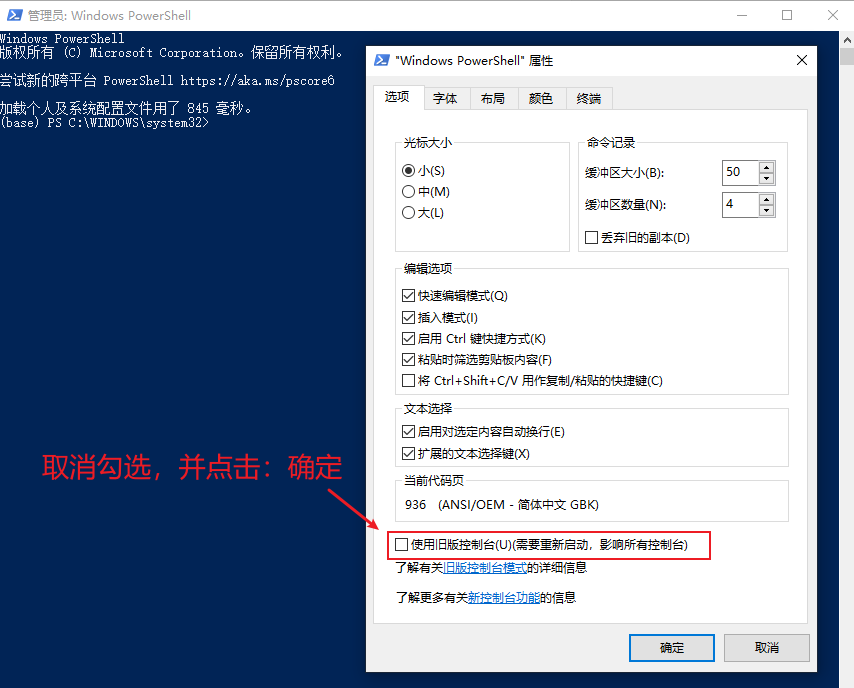 管理员: Windows PowerShell
Windows PowerShell
版权所有 (C) Microsoft Corporation。保留所有权利。
尝试新的跨平台 PowerShell https://aka.ms/pscore6
加载个人及系统配置文件用了 845 毫秒。
(base) PS C:\WINDOWS\system32>
"Windows PowerShell" 属性
选项 字体 布局 颜色 终端
光标大小
小(S)
中(M)
大(L)
命令记录
缓冲区大小(B): 50
缓冲区数量(N): 4
丢弃旧的副本(D)
编辑选项
快速编辑模式(Q)
插入模式(I)
启用 Ctrl 键快捷方式(K)
粘贴时筛选剪贴板内容(F)
将 Ctrl+Shift+C/V 用作复制/粘贴的快捷键(C)
文本选择
启用对选定内容自动换行(E)
扩展的文本选择键(X)
当前代码页
936 (ANSI/OEM - 简体中文 GBK)
取消勾选，并点击：确定
使用旧版控制台(U)(需要重新启动，影响所有控制台)
了解有关旧版控制台模式的详细信息
了解更多有关新控制台功能的信息
确定 取消